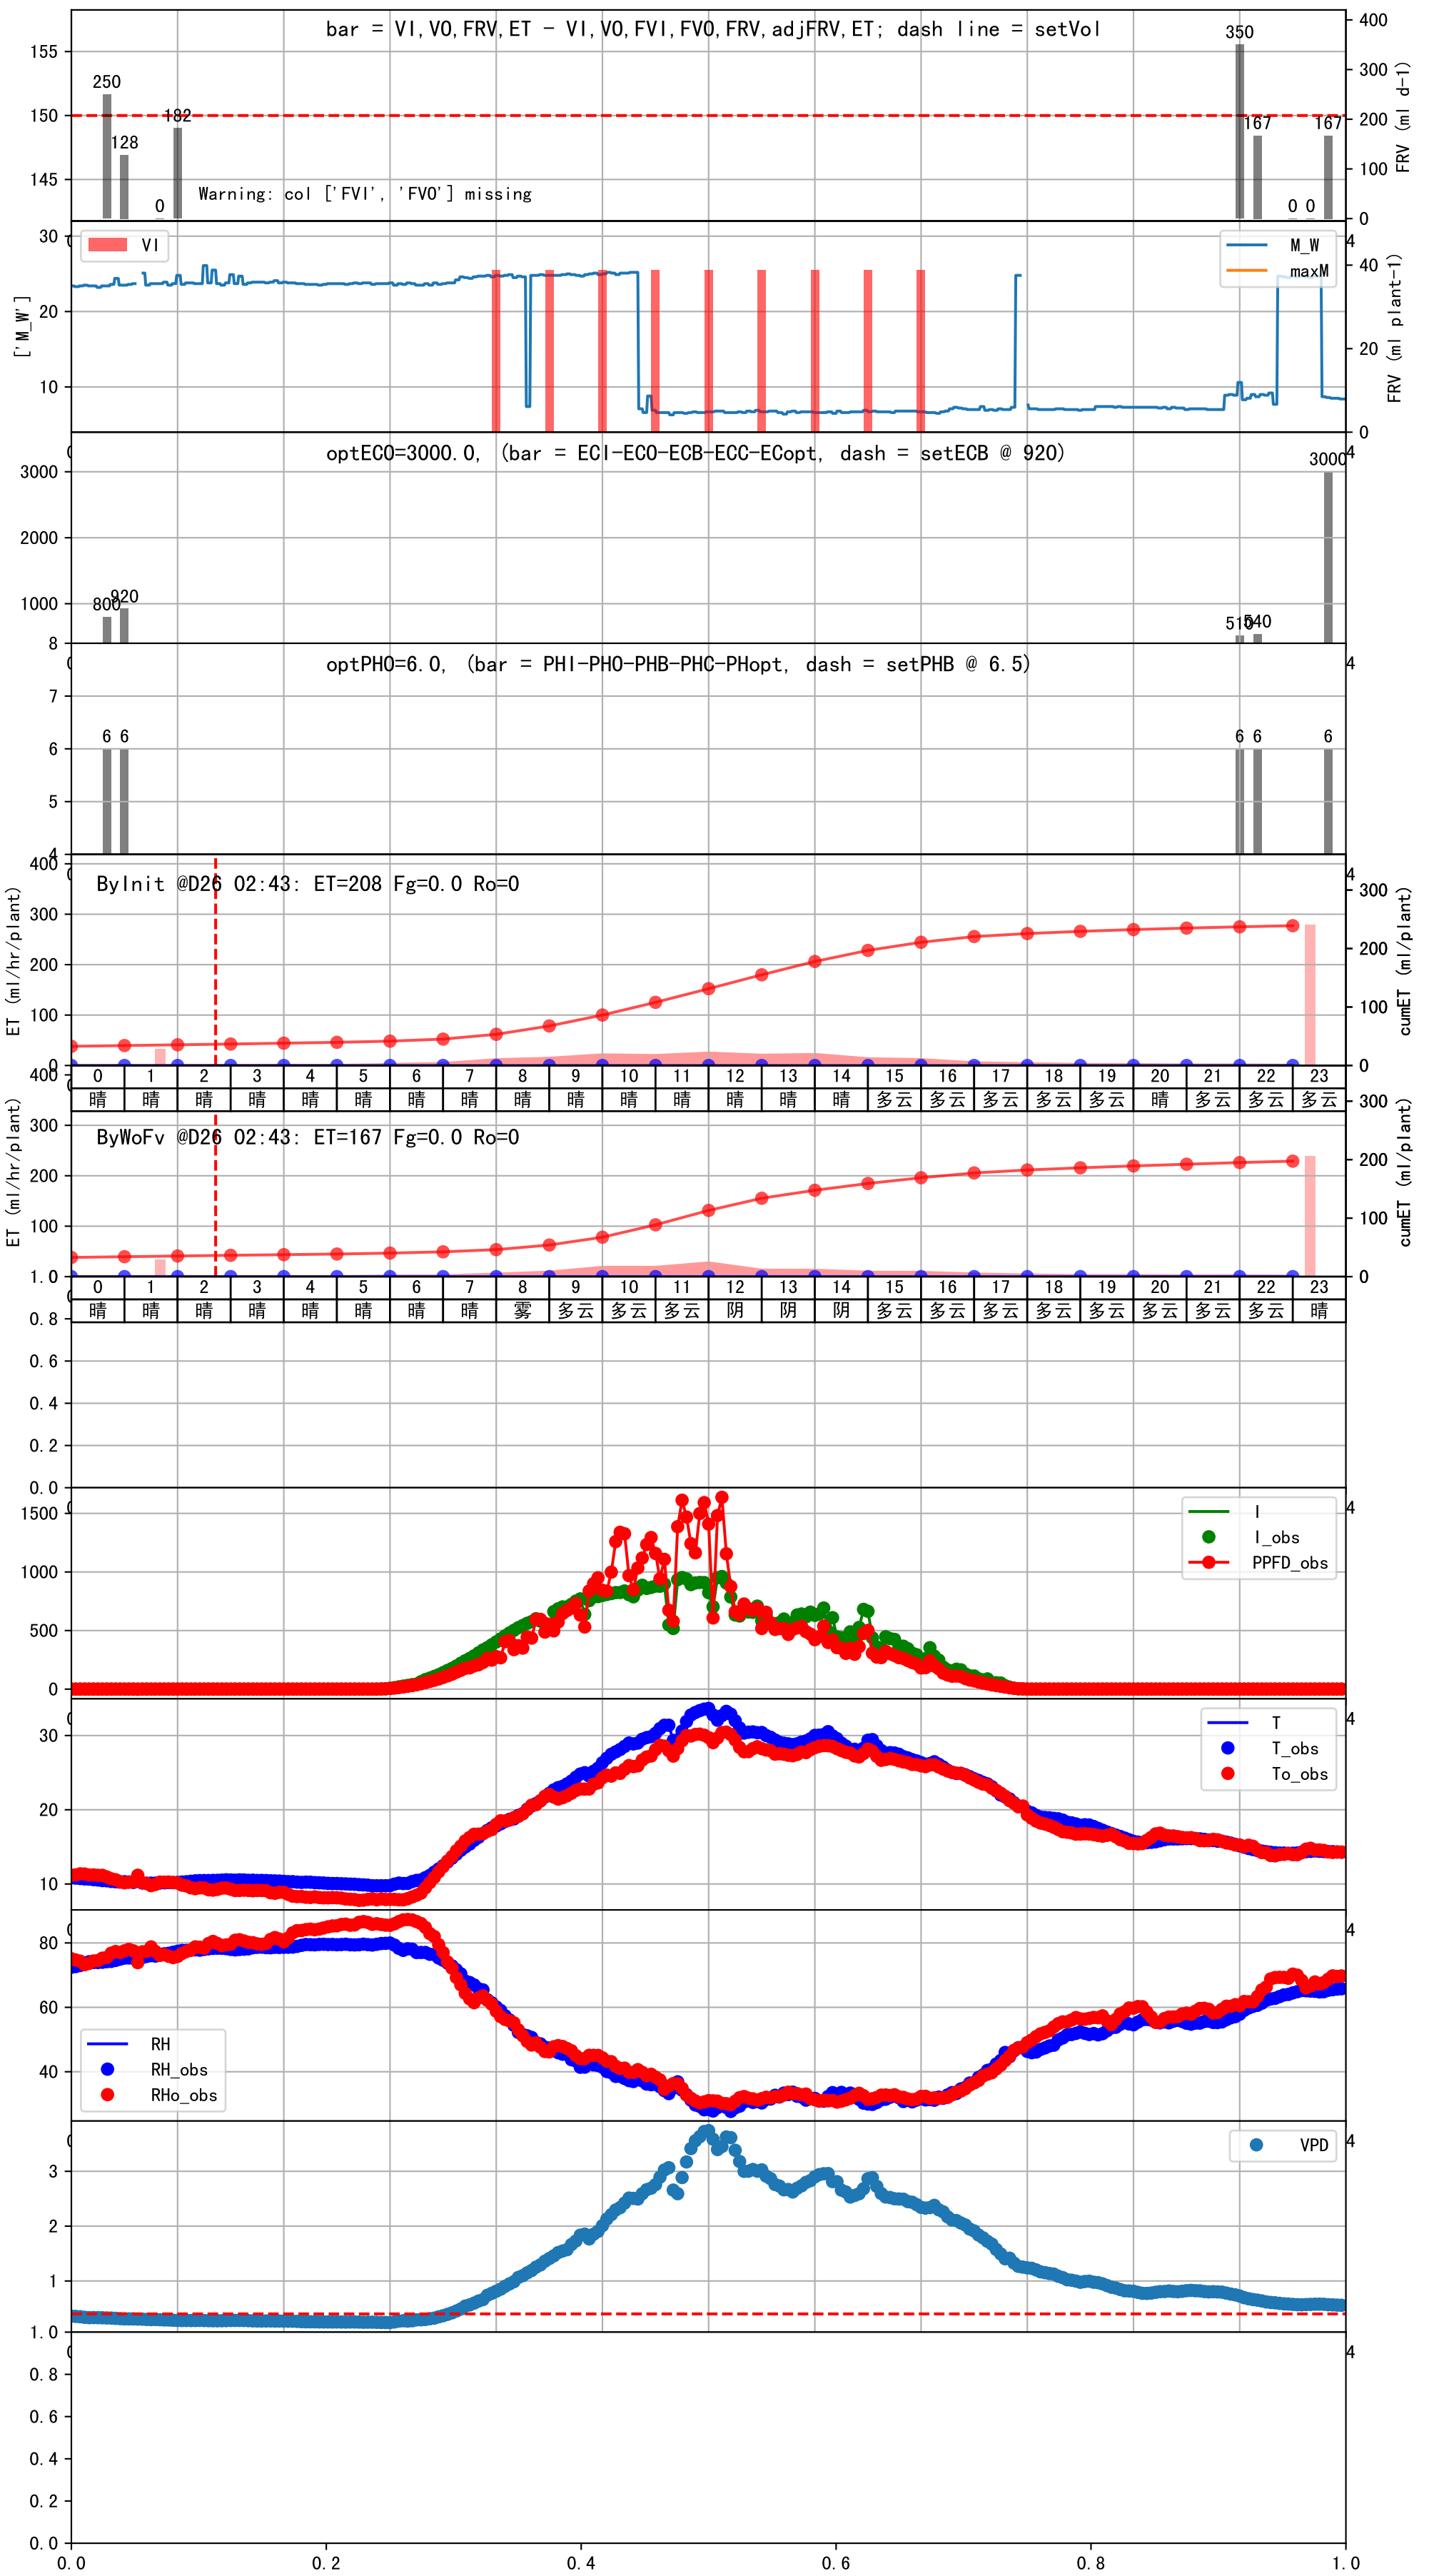 bar = VI,VO,FRV,ET - VI,VO,FVI,FVO,FRV,adjFRV,ET; dash line = setVol
155
150
145
250
128
0
182
350
167
0
0
167
Warning: col ['FVI', 'FVO'] missing
400
300
200
100
0
FRV (ml d-1)
['M_W']
30
20
10
VI
M_W
maxM
4
40
20
0
FRV (ml plant-1)
optECO=3000.0, (bar = ECI-ECO-ECB-ECC-ECopt, dash = setECB @ 920)
3000
2000
1000
800
920
510
540
3000
4
optPHO=6.0, (bar = PHI-PHO-PHB-PHC-PHopt, dash = setPHB @ 6.5)
8
7
6
5
4
6
6
6
6
6
4
ByInit @D26 02:43: ET=208 Fg=0.0 Ro=0
ET (ml/hr/plant)
400
300
200
100
0
4
300
200
100
0
cumET (ml/plant)
0 1 2 3 4 5 6 7 8 9 10 11 12 13 14 15 16 17 18 19 20 21 22 23
晴 晴 晴 晴 晴 晴 晴 晴 晴 晴 晴 晴 晴 晴 晴 多云 多云 多云 多云 多云 晴 多云 多云 多云
ByWoFv @D26 02:43: ET=167 Fg=0.0 Ro=0
ET (ml/hr/plant)
400
300
200
100
300
200
100
0
cumET (ml/plant)
0 1 2 3 4 5 6 7 8 9 10 11 12 13 14 15 16 17 18 19 20 21 22 23
晴 晴 晴 晴 晴 晴 晴 晴 雾 多云 多云 多云 阴 阴 阴 多云 多云 多云 多云 多云 多云 多云 多云 晴
1.0
0.8
0.6
0.4
0.2
0.0
1500
1000
500
0
I
I_obs
PPFD_obs
4
30
20
10
T
T_obs
To_obs
4
80
60
40
RH
RH_obs
RHo_obs
4
3
2
1
VPD
4
1.0
0.8
0.6
0.4
0.2
0.0
4
0.0 0.2 0.4 0.6 0.8 1.0